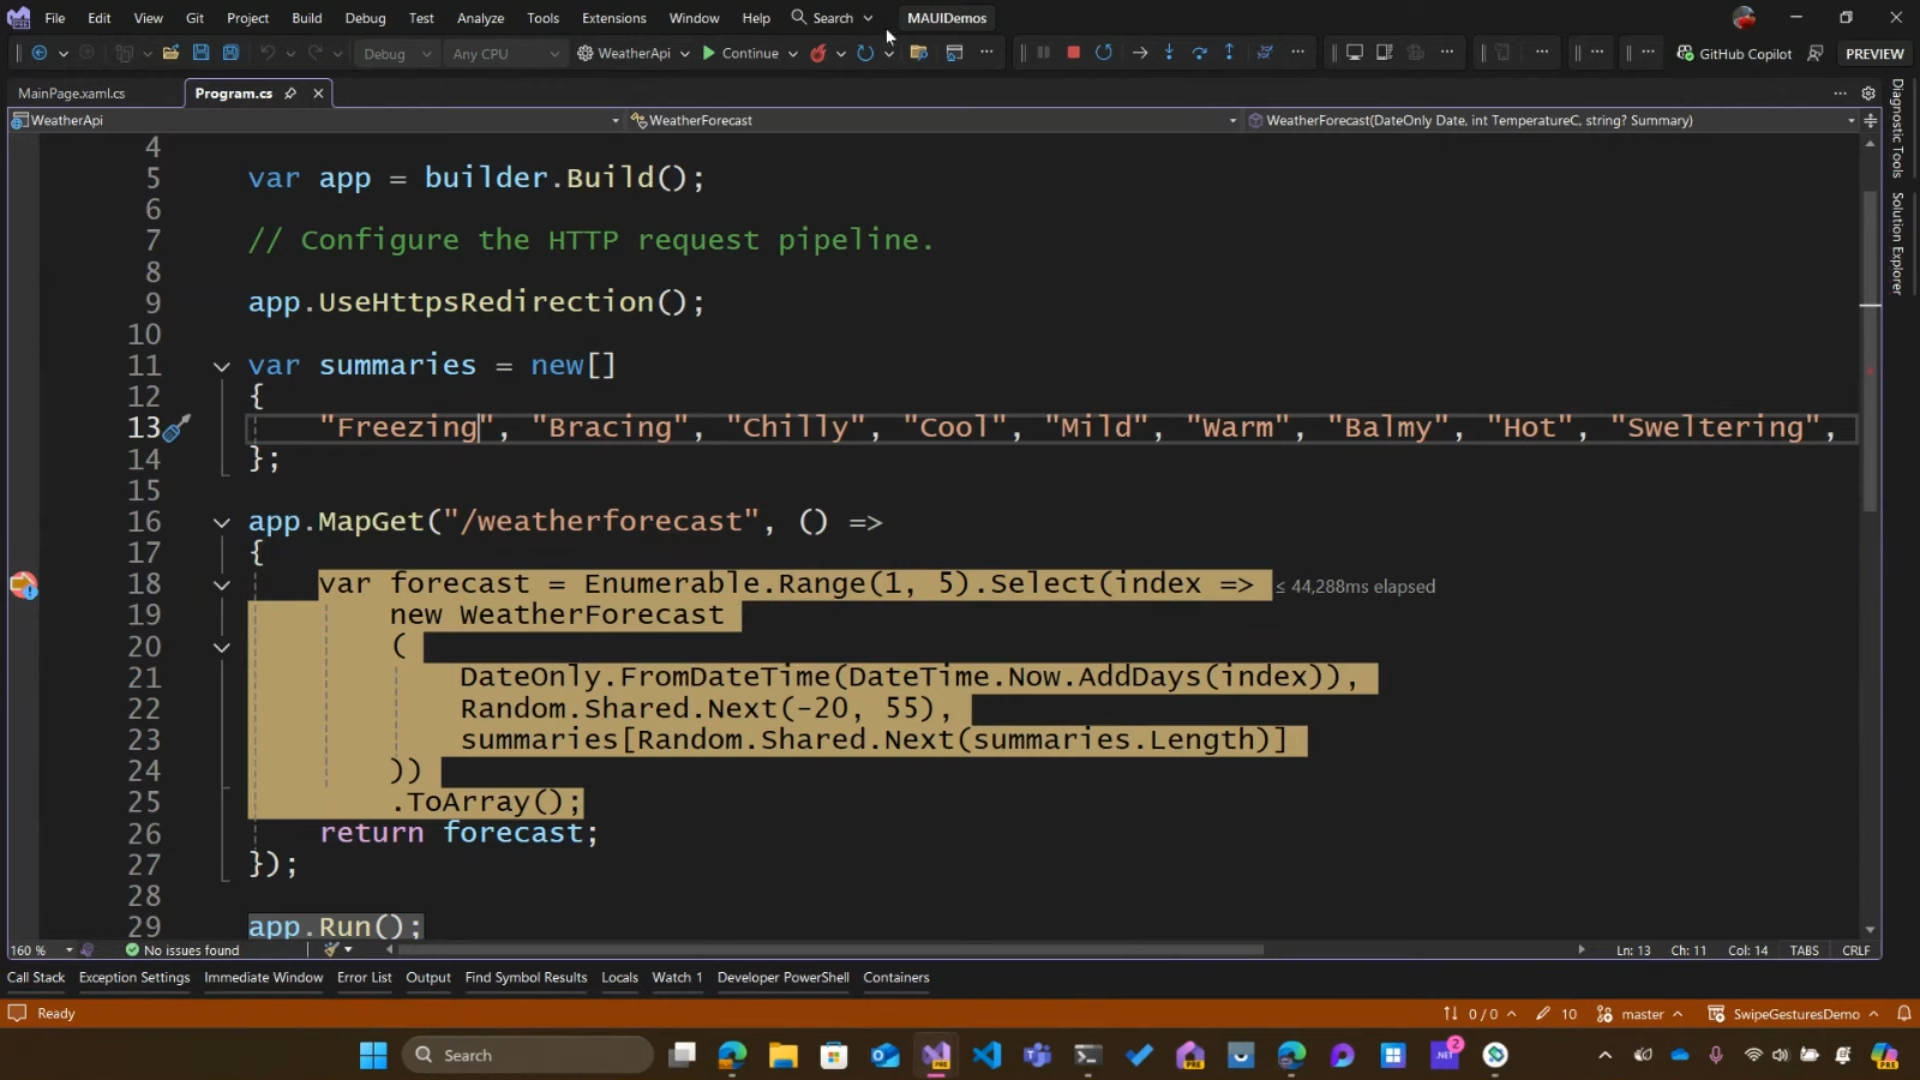 File Edit View Git Project Build Debug Test Analyze Tools Extensions Window Help Search MAUIDemos
Debug Any CPU WeatherApi Continue GitHub Copilot PREVIEW
MainPage.xaml.cs Program.cs
WeatherApi WeatherForecast WeatherForecast(DateOnly Date, int TemperatureC, string? Summary)
Diagnostic Tools
Solution Explorer
4
5 var app = builder.Build();
6
7 // Configure the HTTP request pipeline.
8
9 app.UseHttpsRedirection();
10
11 var summaries = new[]
12 {
13 "Freezing", "Bracing", "Chilly", "Cool", "Mild", "Warm", "Balmy", "Hot", "Sweltering",
14 };
15
16 app.MapGet("/weatherforecast", () =>
17 {
18 var forecast = Enumerable.Range(1, 5).Select(index => ≤ 44,288ms elapsed
19 new WeatherForecast
20 (
21 DateOnly.FromDateTime(DateTime.Now.AddDays(index)),
22 Random.Shared.Next(-20, 55),
23 summaries[Random.Shared.Next(summaries.Length)]
24 ))
25 .ToArray();
26 return forecast;
27 });
28
29 app.Run();
160 % No issues found Ln: 13 Ch: 11 Col: 14 TABS CRLF
Call Stack Exception Settings Immediate Window Error List Output Find Symbol Results Locals Watch 1 Developer PowerShell Containers
Ready 0 / 0 10 master SwipeGesturesDemo
Search PRE PRE .NET 2 PRE